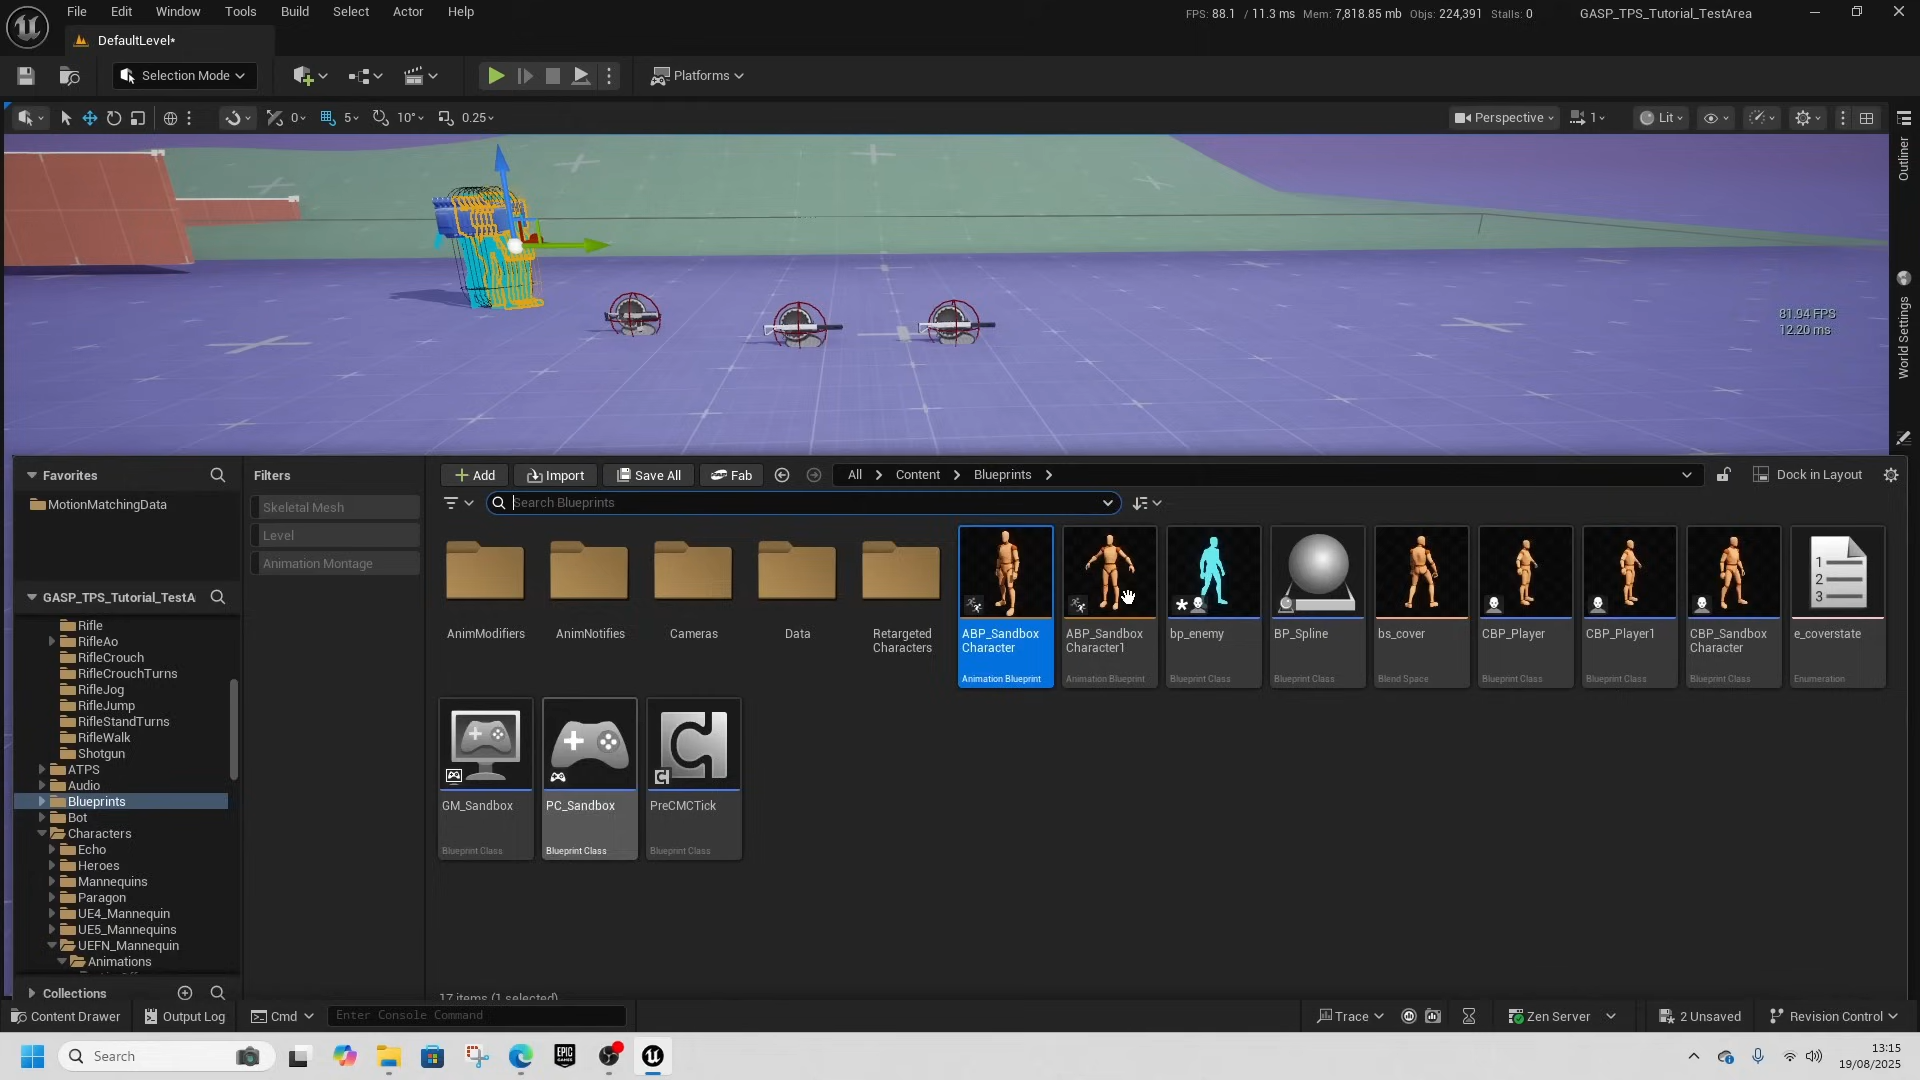 File Edit Window Tools Build Select Actor Help
FPS: 88.1 / 11.3 ms Mem: 7,818.85 mb Objs: 224,391 Stalls: 0
GASP_TPS_Tutorial_TestArea
DefaultLevel*
Selection Mode
Platforms
0
5
10°
0.25
Perspective
1
Lit
Outliner
World Settings
81.94 FPS
12.20 ms
Favorites
MotionMatchingData
GASP_TPS_Tutorial_TestA
Rifle
RifleAo
RifleCrouch
RifleCrouchTurns
RifleJog
RifleJump
RifleStandTurns
RifleWalk
Shotgun
ATPS
Audio
Blueprints
Bot
Characters
Echo
Heroes
Mannequins
Paragon
UE4_Mannequin
UE5_Mannequins
UEFN_Mannequin
Animations
Collections
Filters
Skeletal Mesh
Level
Animation Montage
Add Import Save All Fab
All Content Blueprints
Dock in Layout
Search Blueprints
AnimModifiers
AnimNotifies
Cameras
Data
Retargeted
Characters
ABP_Sandbox
Character
Animation Blueprint
ABP_Sandbox
Character1
Animation Blueprint
bp_enemy
Blueprint Class
BP_Spline
Blueprint Class
bs_cover
Blend Space
CBP_Player
Blueprint Class
CBP_Player1
Blueprint Class
CBP_Sandbox
Character
Blueprint Class
1
2
3
e_coverstate
Enumeration
GM_Sandbox
Blueprint Class
PC_Sandbox
Blueprint Class
PreCMCTick
Blueprint Class
17 items (1 selected)
Content Drawer
Output Log
Cmd
Enter Console Command
Trace
Zen Server
2 Unsaved
Revision Control
Search
EPIC
GAMES
13:15
19/08/2025